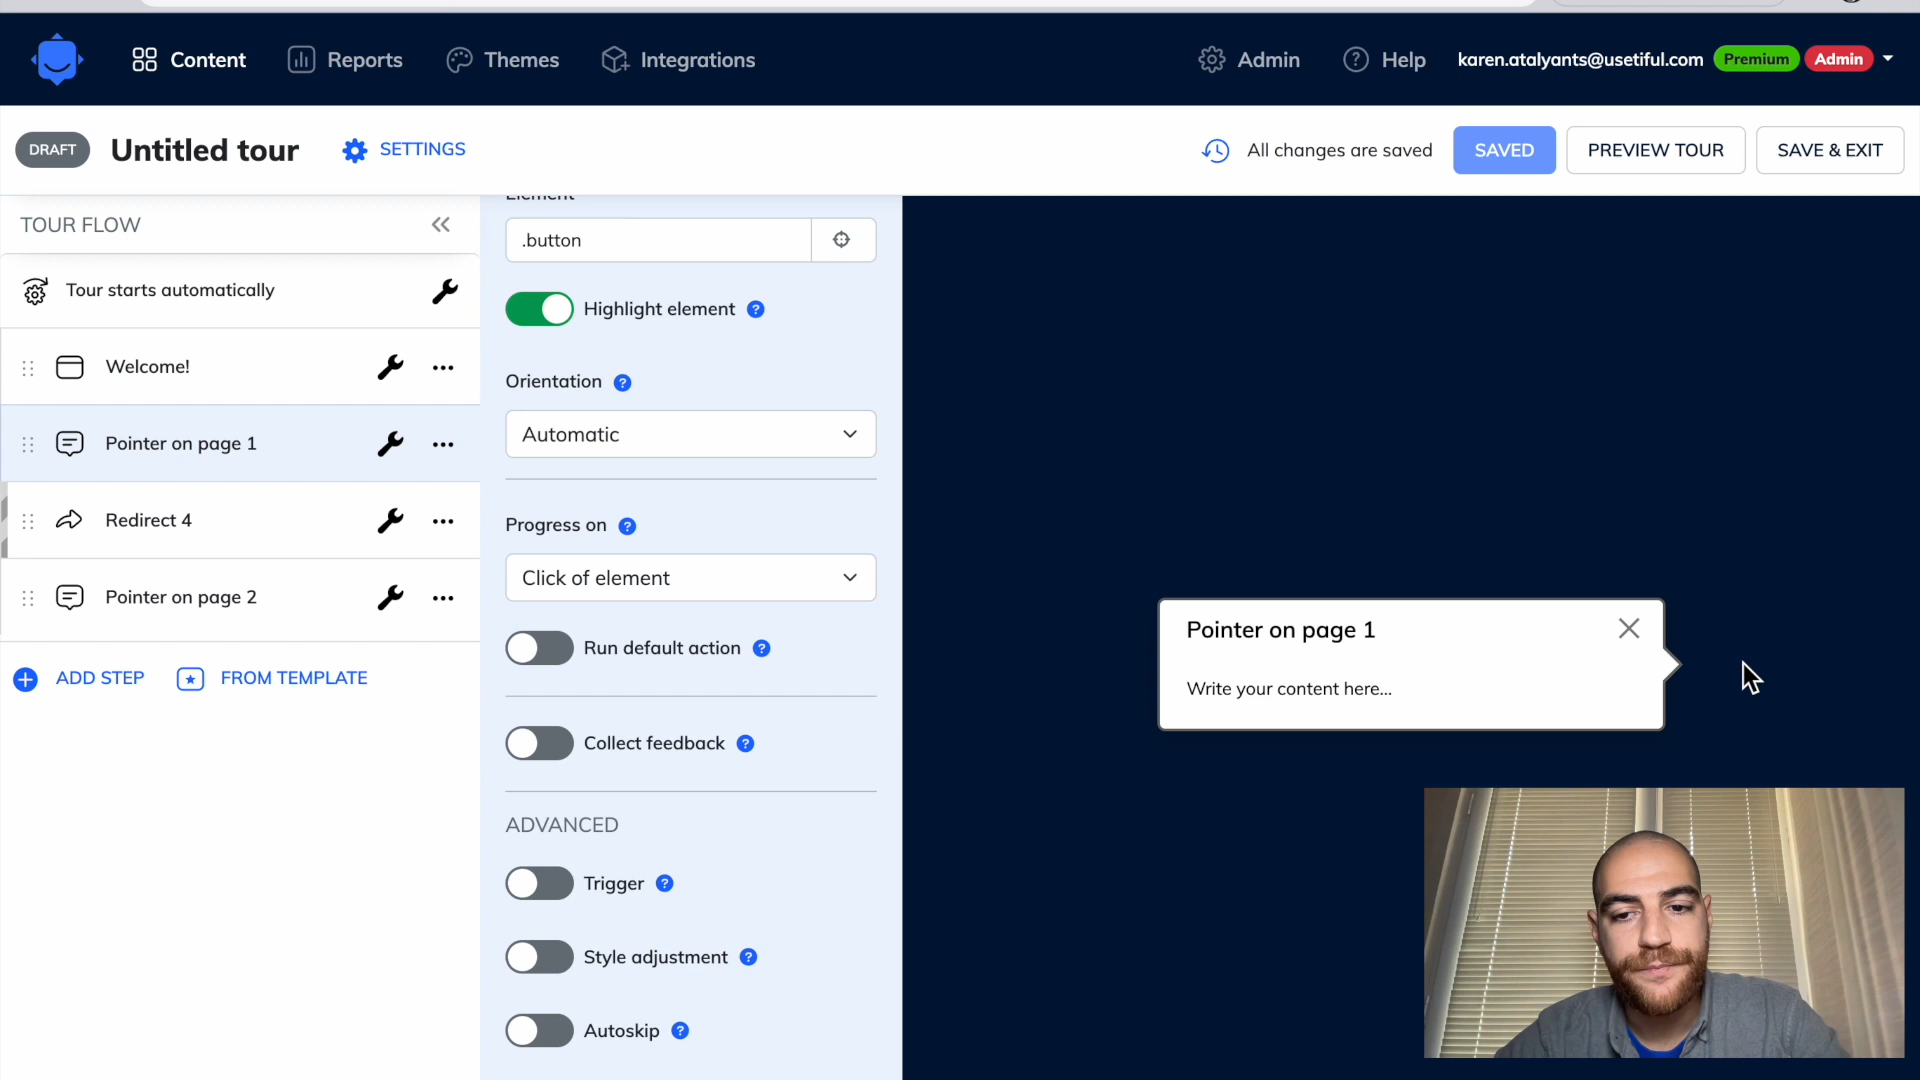 Content
Reports
Themes
Integrations
Admin
Help
karen.atalyants@usetiful.com
Premium
Admin
DRAFT
Untitled tour
SETTINGS
All changes are saved
SAVED
PREVIEW TOUR
SAVE & EXIT
TOUR FLOW
Tour starts automatically
Welcome!
Pointer on page 1
Redirect 4
Pointer on page 2
ADD STEP
FROM TEMPLATE
Element
.button
Highlight element
Orientation
Automatic
Progress on
Click of element
Run default action
Collect feedback
ADVANCED
Trigger
Style adjustment
Autoskip
Pointer on page 1
Write your content here...